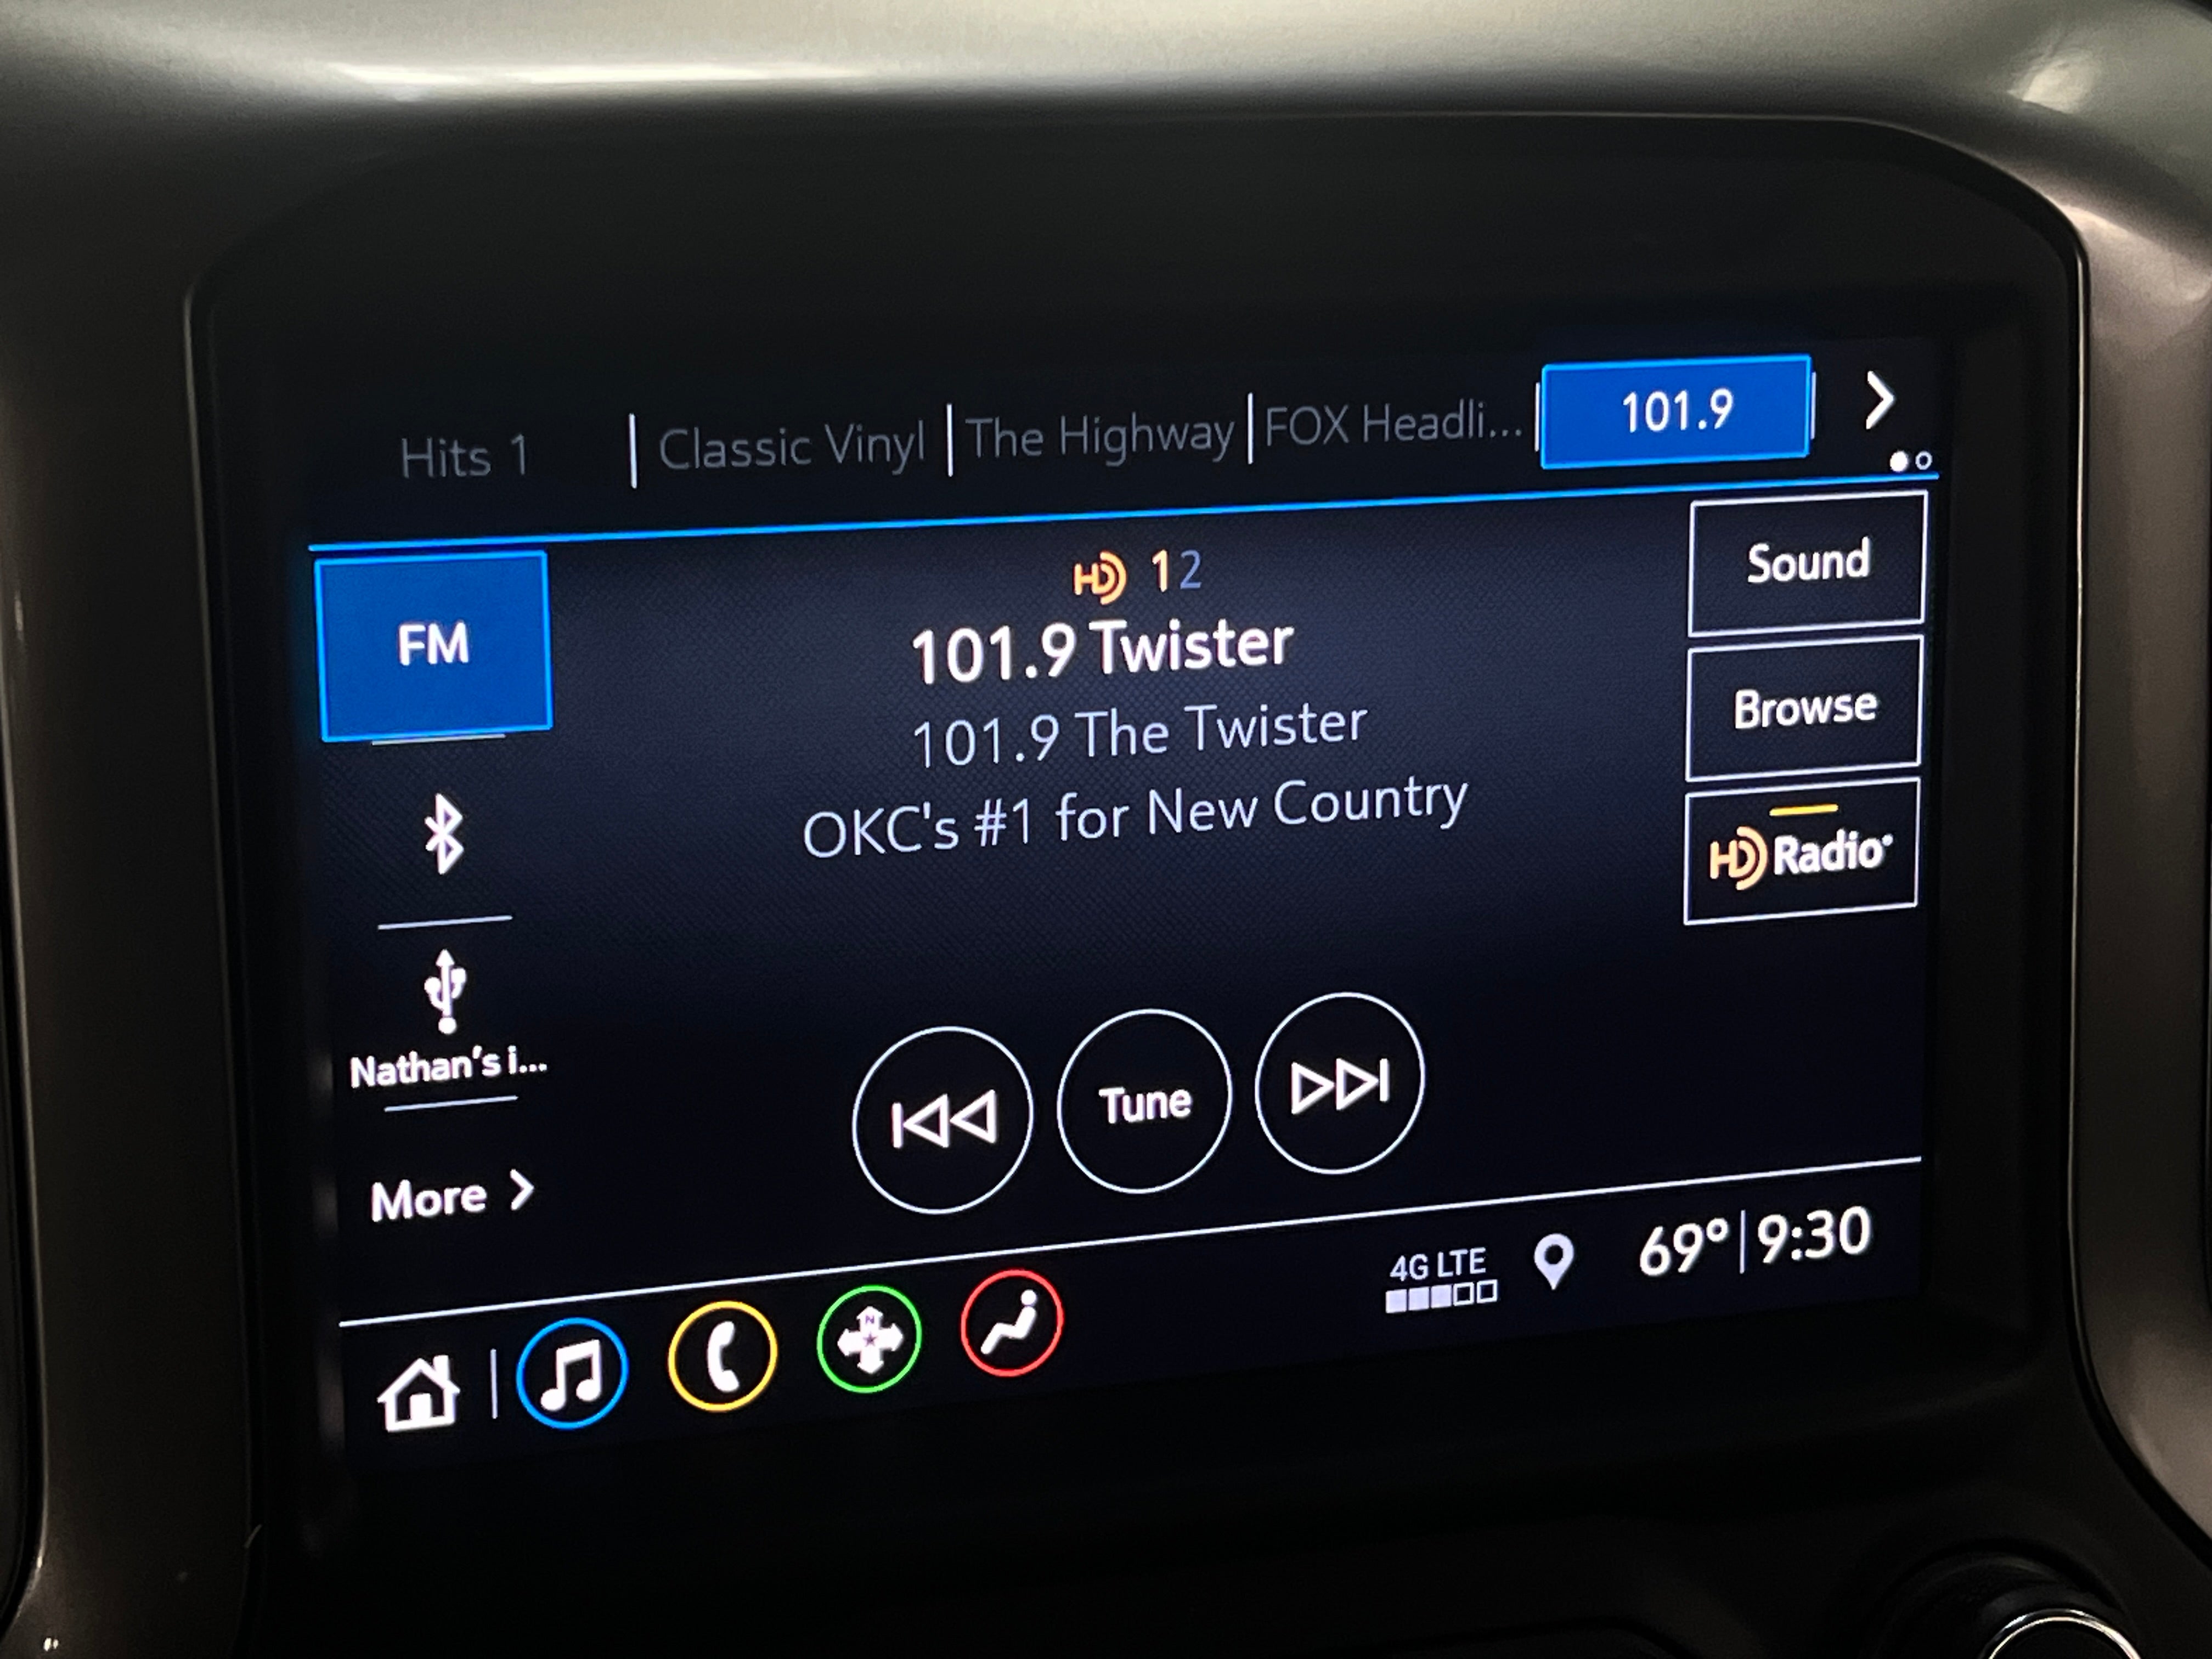 Hits 1
Classic Vinyl
The Highway
FOX Headli...
101.9
FM
HD 1 2
101.9 Twister
101.9 The Twister
OKC's #1 for New Country
Sound
Browse
HD Radio
Nathan's i...
More
Tune
4G LTE
69° 9:30
N